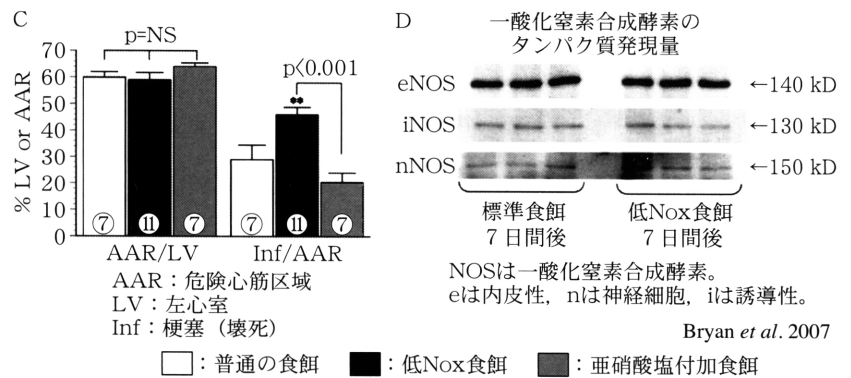 C
p=NS
p<0.001
**
% LV or AAR
70
60
50
40
30
20
10
0
⑦ ⑪ ⑦ ⑦ ⑪ ⑦
AAR/LV Inf/AAR
AAR：危険心筋区域
LV：左心室
Inf：梗塞（壊死）
D
一酸化窒素合成酵素の
タンパク質発現量
eNOS ←140 kD
iNOS ←130 kD
nNOS ←150 kD
標準食餌
7日間後
低Nox食餌
7日間後
NOSは一酸化窒素合成酵素。
eは内皮性，nは神経細胞，iは誘導性。
Bryan et al. 2007
：普通の食餌 ：低Nox食餌 ：亜硝酸塩付加食餌